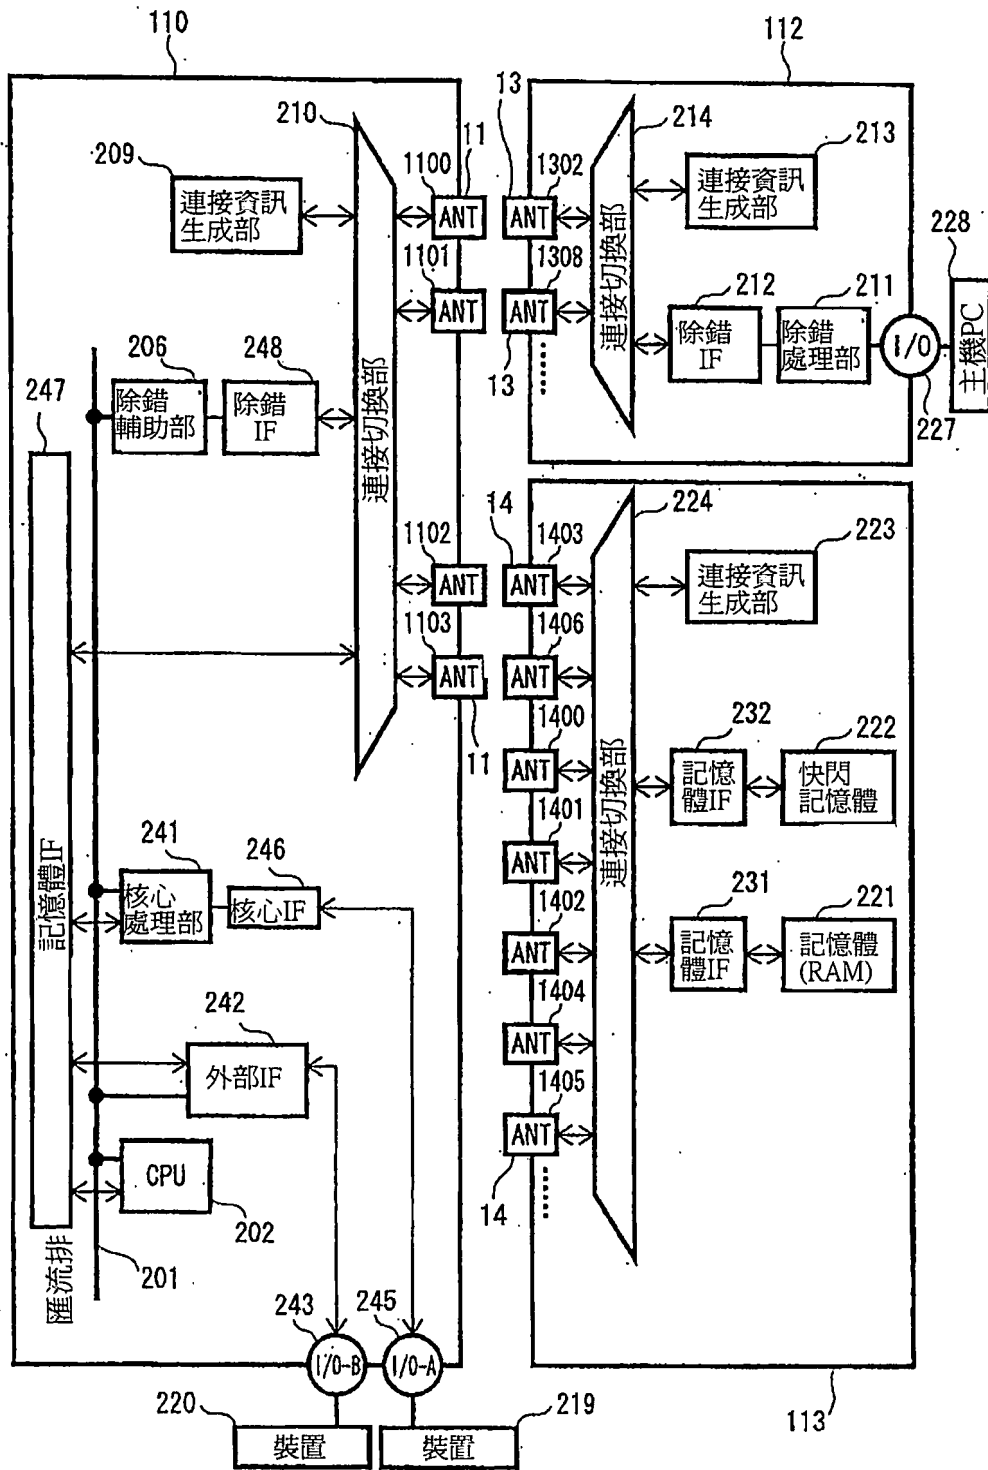 110
112
210
11
13
214
213
209
1100
1302
連接資訊
生成部
ANT
ANT
連接資訊
生成部
228
1101
1308
ANT
ANT
連接切換部
212
211
除錯
IF
除錯
處理部
I/O
主機PC
227
13
247
206
248
除錯
輔助部
除錯
IF
連接切換部
1102
14
1403
224
223
ANT
ANT
連接資訊
生成部
1103
1406
ANT
ANT
11
1400
ANT
連接切換部
232
222
記憶
體IF
快閃
記憶體
1401
ANT
記憶體IF
241
246
核心
處理部
核心IF
1402
ANT
231
221
記憶
體IF
記憶體
(RAM)
242
外部IF
1404
ANT
1405
ANT
14
CPU
202
匯流排
201
243
245
I/O-B
I/O-A
220
219
裝置
裝置
113